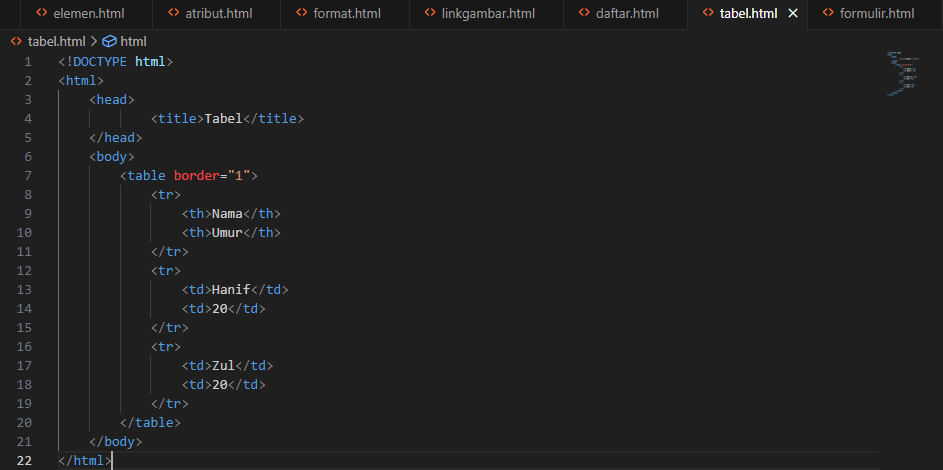 elemen.html atribut.html format.html linkgambar.html daftar.html tabel.html formulir.html
tabel.html > html
1 <!DOCTYPE html>
2 <html>
3 <head>
4 <title>Tabel</title>
5 </head>
6 <body>
7 <table border="1">
8 <tr>
9 <th>Nama</th>
10 <th>Umur</th>
11 </tr>
12 <tr>
13 <td>Hanif</td>
14 <td>20</td>
15 </tr>
16 <tr>
17 <td>Zul</td>
18 <td>20</td>
19 </tr>
20 </table>
21 </body>
22 </html>